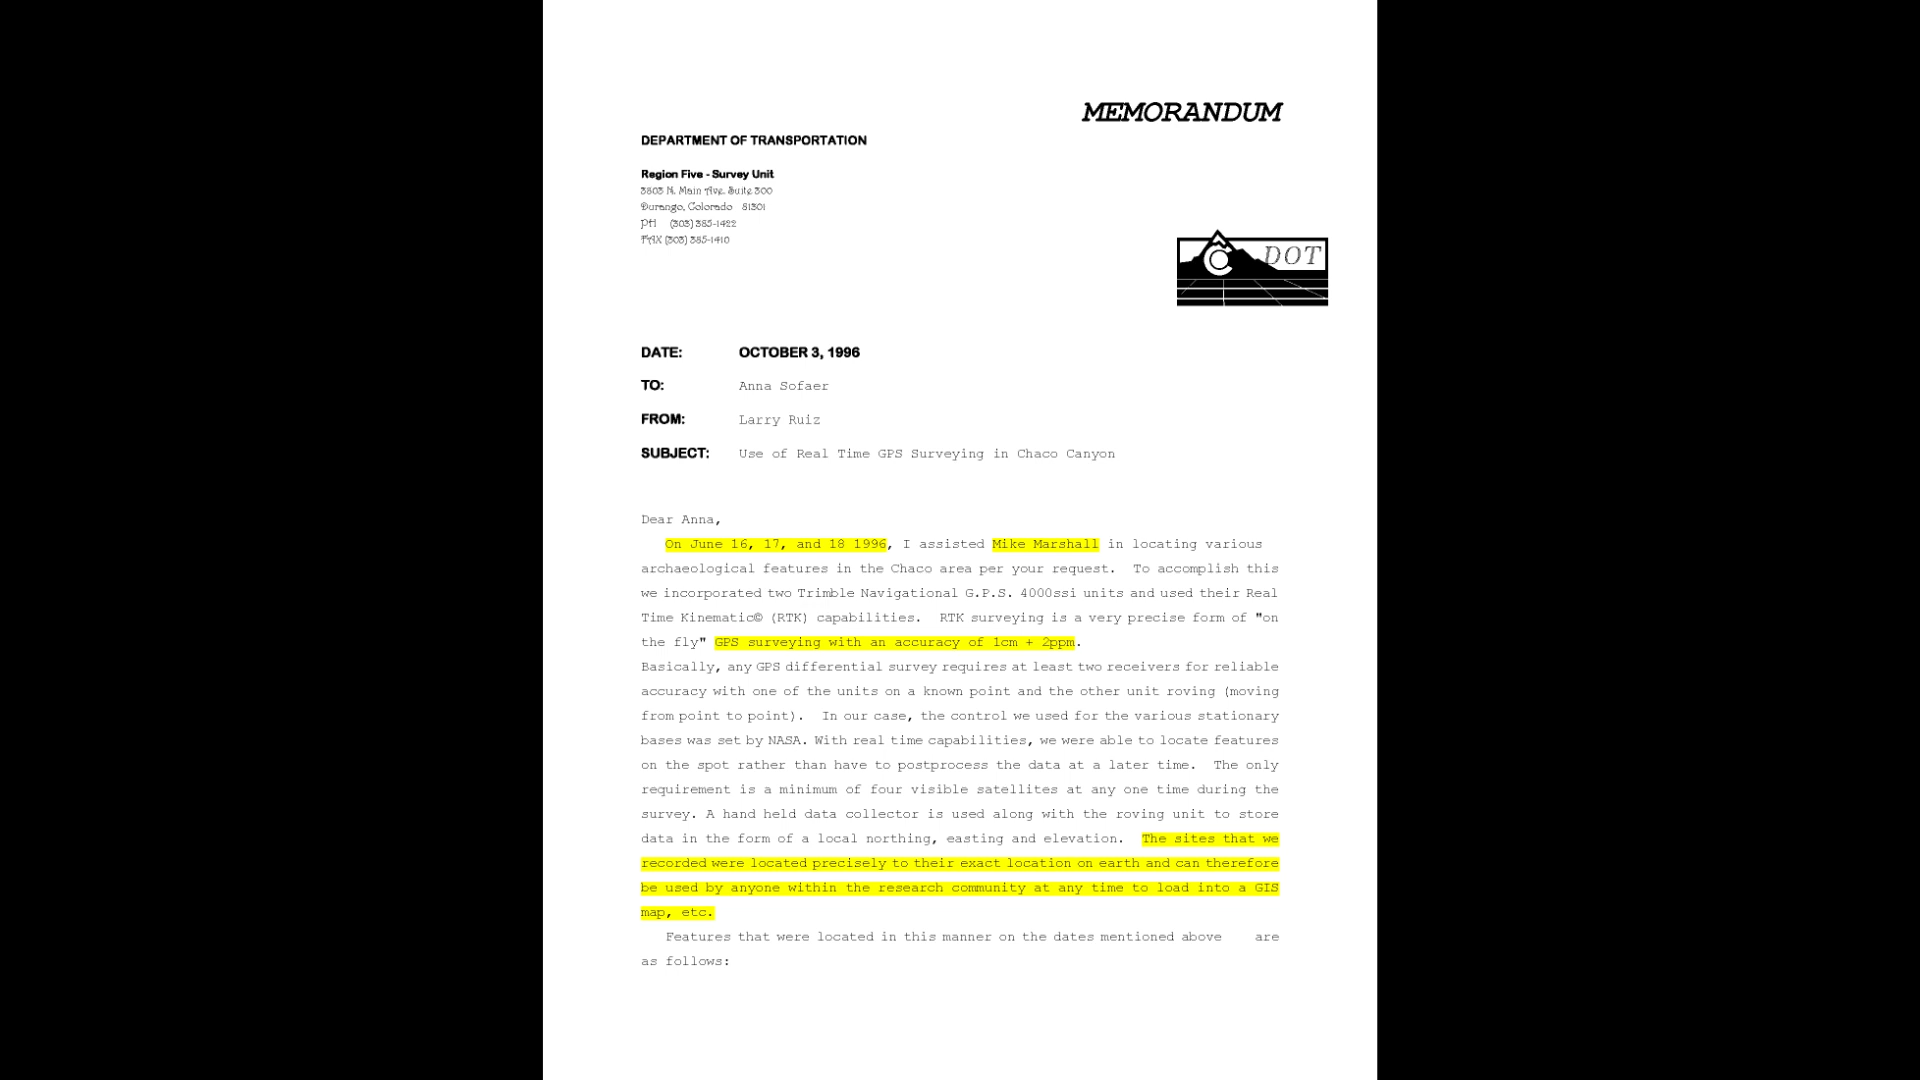 MEMORANDUM
DEPARTMENT OF TRANSPORTATION
Region Five - Survey Unit
3803 N. Main Ave. Suite 300
Durango, Colorado 81301
PH (303) 385-1422
FAX (303) 385-1410
C DOT
DATE: OCTOBER 3, 1996
TO: Anna Sofaer
FROM: Larry Ruiz
SUBJECT: Use of Real Time GPS Surveying in Chaco Canyon
Dear Anna,
On June 16, 17, and 18 1996, I assisted Mike Marshall in locating various
archaeological features in the Chaco area per your request. To accomplish this
we incorporated two Trimble Navigational G.P.S. 4000ssi units and used their Real
Time Kinematic© (RTK) capabilities. RTK surveying is a very precise form of "on
the fly" GPS surveying with an accuracy of 1cm + 2ppm.
Basically, any GPS differential survey requires at least two receivers for reliable
accuracy with one of the units on a known point and the other unit roving (moving
from point to point). In our case, the control we used for the various stationary
bases was set by NASA. With real time capabilities, we were able to locate features
on the spot rather than have to postprocess the data at a later time. The only
requirement is a minimum of four visible satellites at any one time during the
survey. A hand held data collector is used along with the roving unit to store
data in the form of a local northing, easting and elevation. The sites that we
recorded were located precisely to their exact location on earth and can therefore
be used by anyone within the research community at any time to load into a GIS
map, etc.
Features that were located in this manner on the dates mentioned above are
as follows: